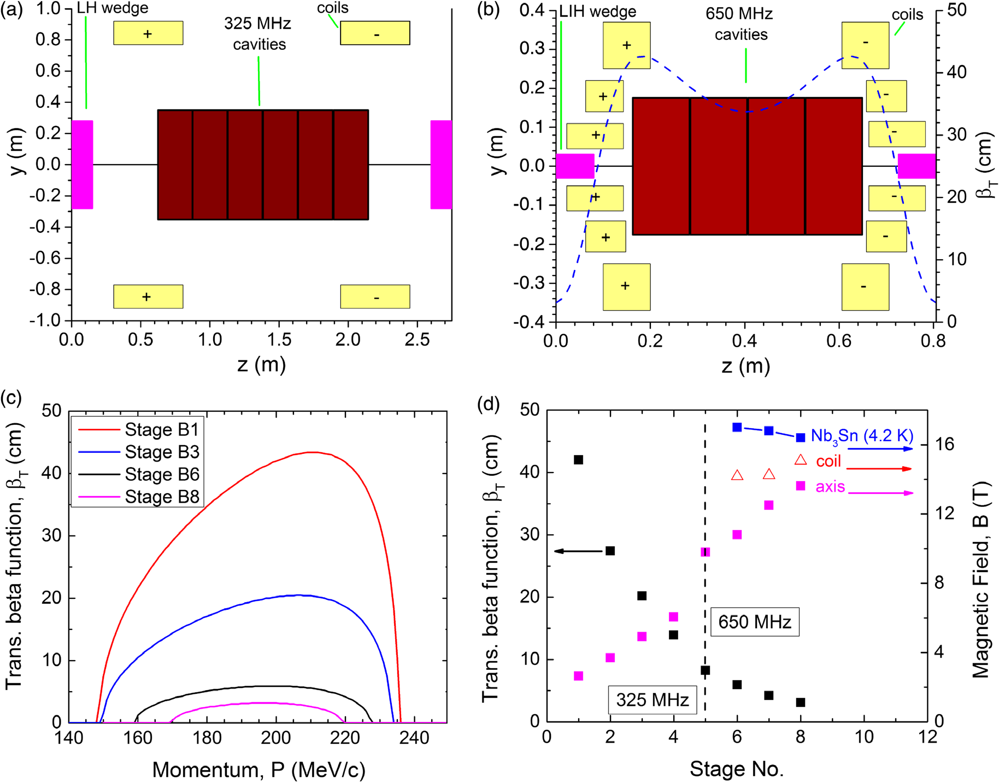 (a)
LH wedge
coils
325 MHz
cavities
+
-
+
-
1.0
0.8
0.6
0.4
0.2
0.0
-0.2
-0.4
-0.6
-0.8
-1.0
y (m)
0.0 0.5 1.0 1.5 2.0 2.5
z (m)
(b)
LIH wedge
650 MHz
cavities
coils
+
-
+
-
+
-
+
-
+
-
+
-
0.4
0.3
0.2
0.1
0.0
-0.1
-0.2
-0.3
-0.4
y (m)
50
40
30
20
10
0
βT (cm)
0.0 0.2 0.4 0.6 0.8
z (m)
(c)
50
40
30
20
10
0
Trans. beta function, βT (cm)
Stage B1
Stage B3
Stage B6
Stage B8
140 160 180 200 220 240
Momentum, P (MeV/c)
(d)
50
40
30
20
10
0
Trans. beta function, βT (cm)
Nb3Sn (4.2 K)
coil
axis
650 MHz
325 MHz
16
12
8
4
0
Magnetic Field, B (T)
0 2 4 6 8 10 12
Stage No.